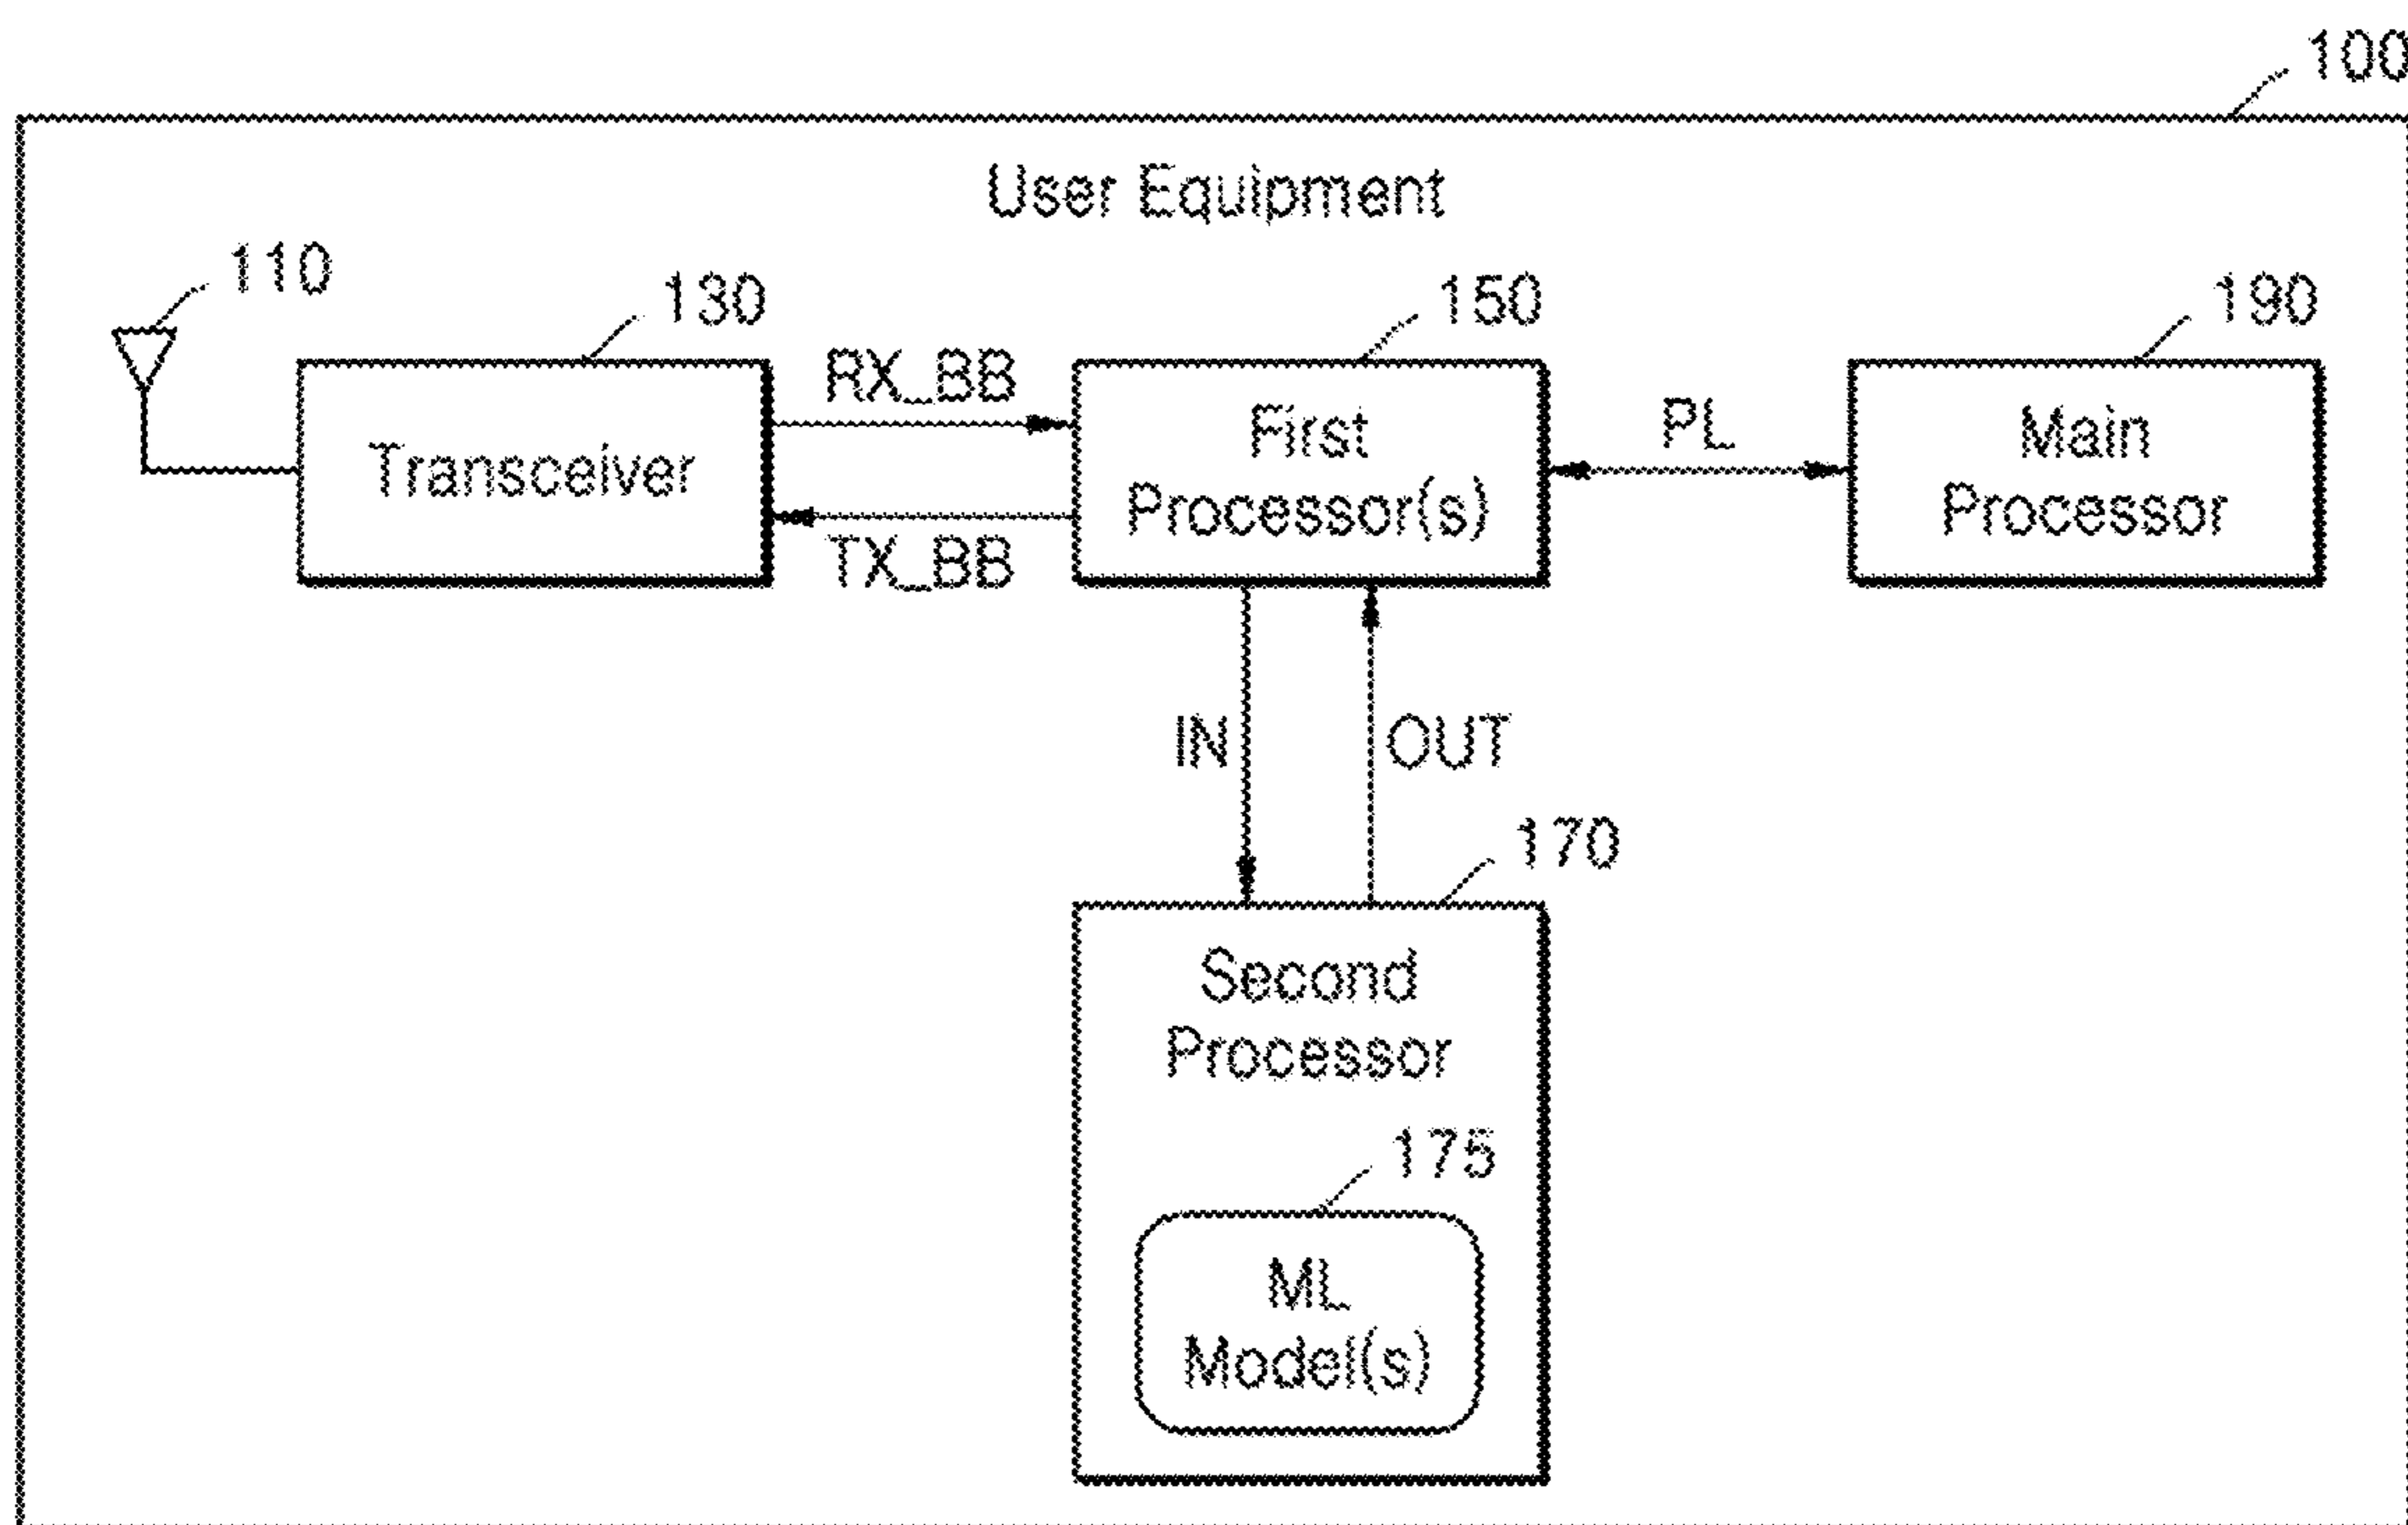 100
User Equipment
110
130
150
190
RX_BB
TX_BB
Transceiver
First
Processor(s)
PL
Main
Processor
IN
OUT
170
Second
Processor
175
ML
Model(s)